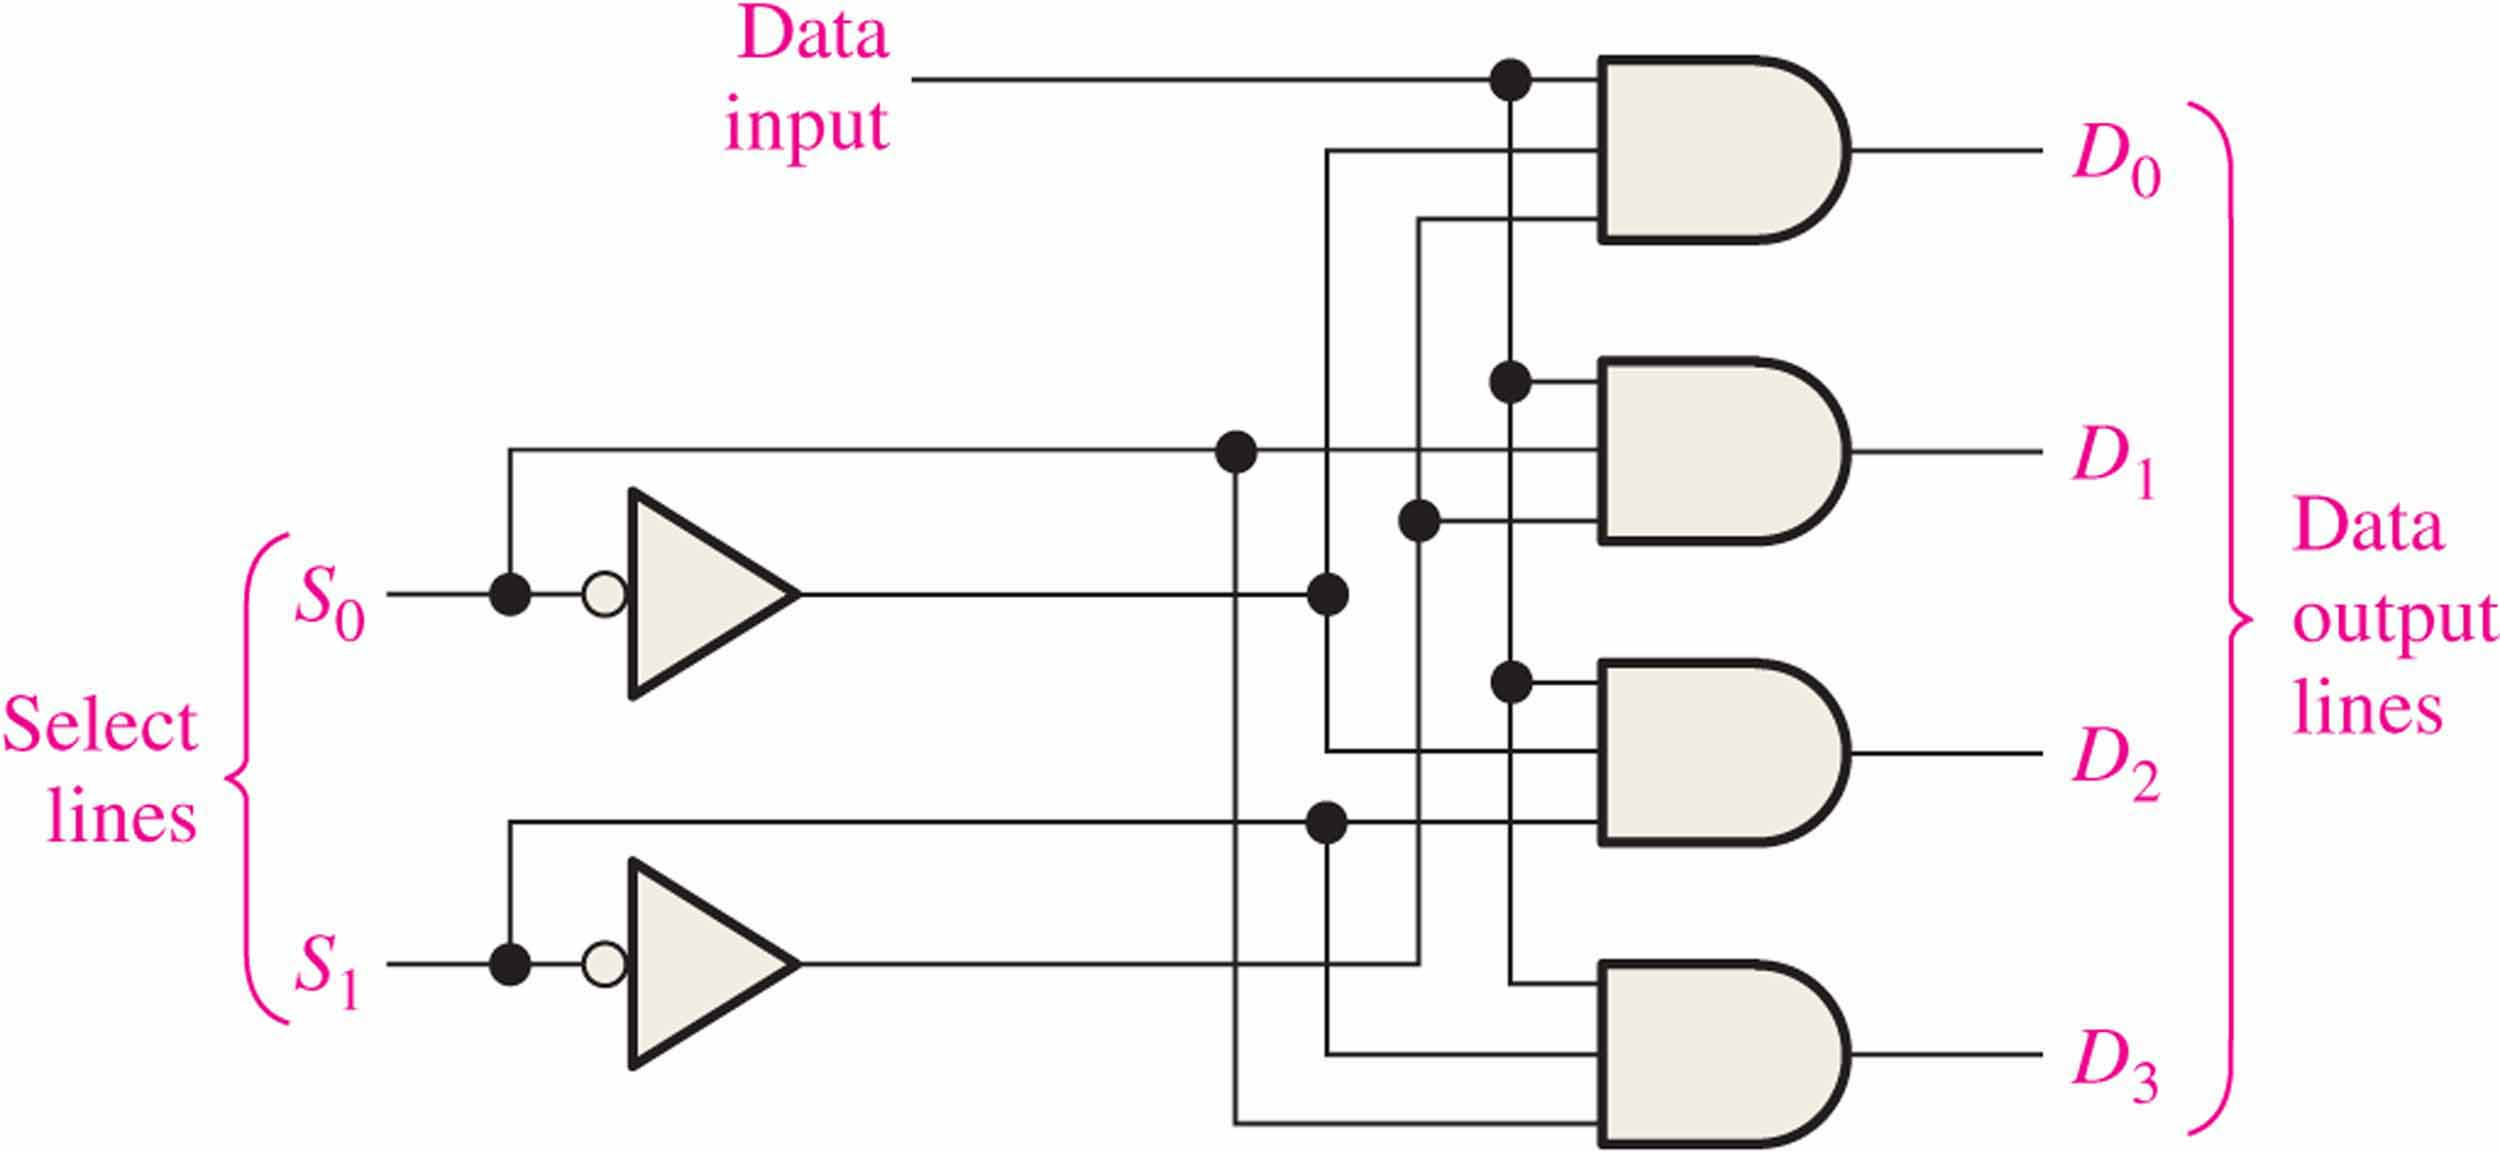 Data
input
D0
D1
Data
output
lines
S0
Select
lines
D2
S1
D3